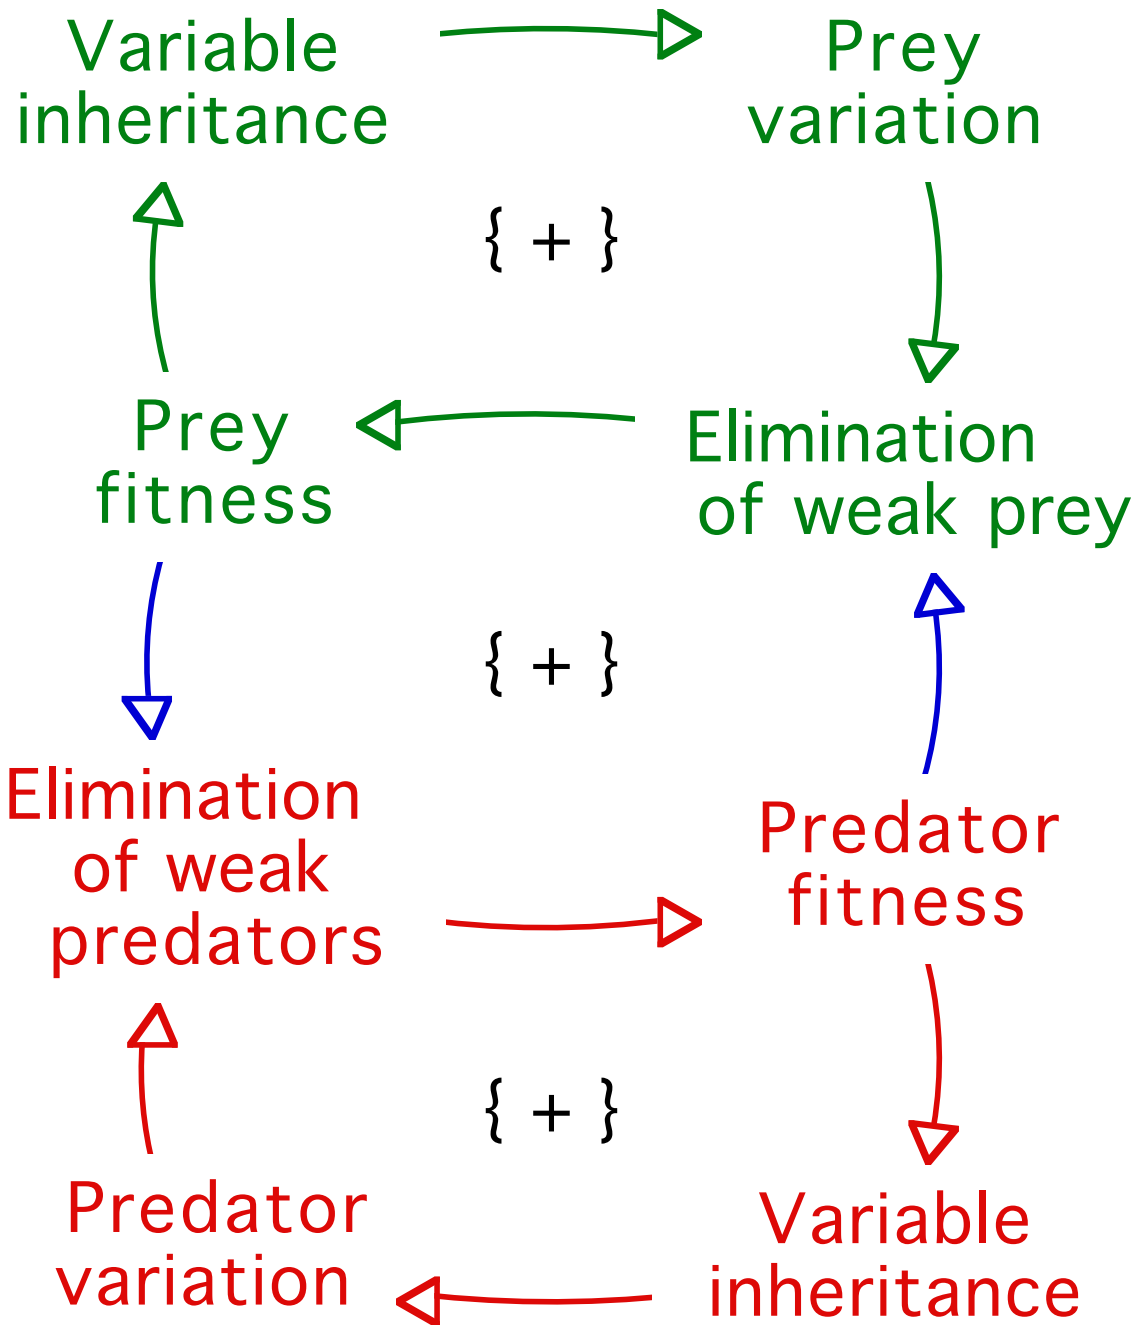 Variable
inheritance
Prey
variation
{ + }
Prey
fitness
Elimination
of weak prey
{ + }
Elimination
of weak
predators
Predator
fitness
{ + }
Predator
variation
Variable
inheritance